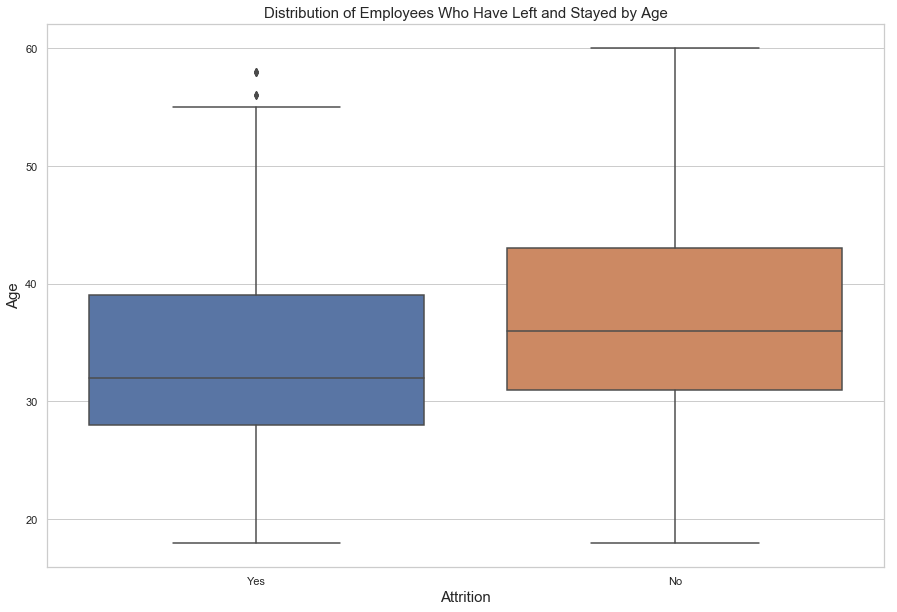 Distribution of Employees Who Have Left and Stayed by Age
60
50
40
30
20
Age
Yes
No
Attrition